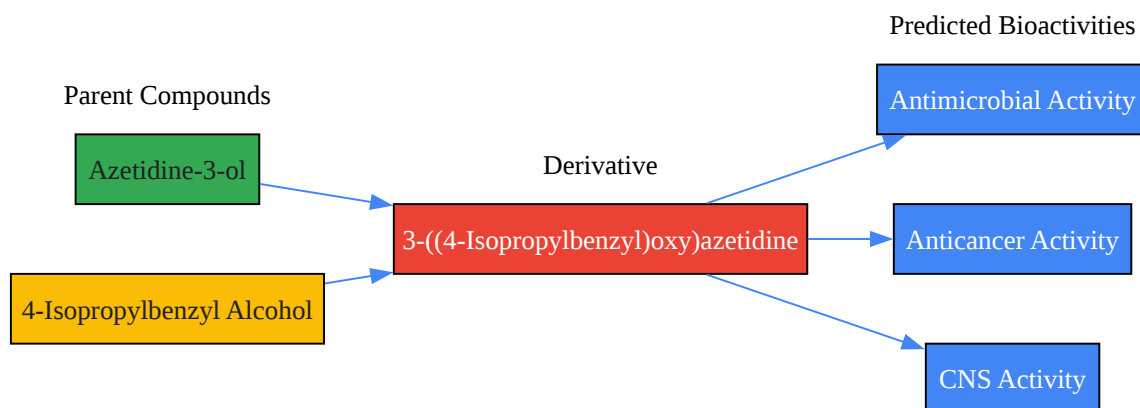 Predicted Bioactivities
Parent Compounds
Antimicrobial Activity
Azetidine-3-ol
Derivative
3-((4-Isopropylbenzyl)oxy)azetidine
Anticancer Activity
4-Isopropylbenzyl Alcohol
CNS Activity